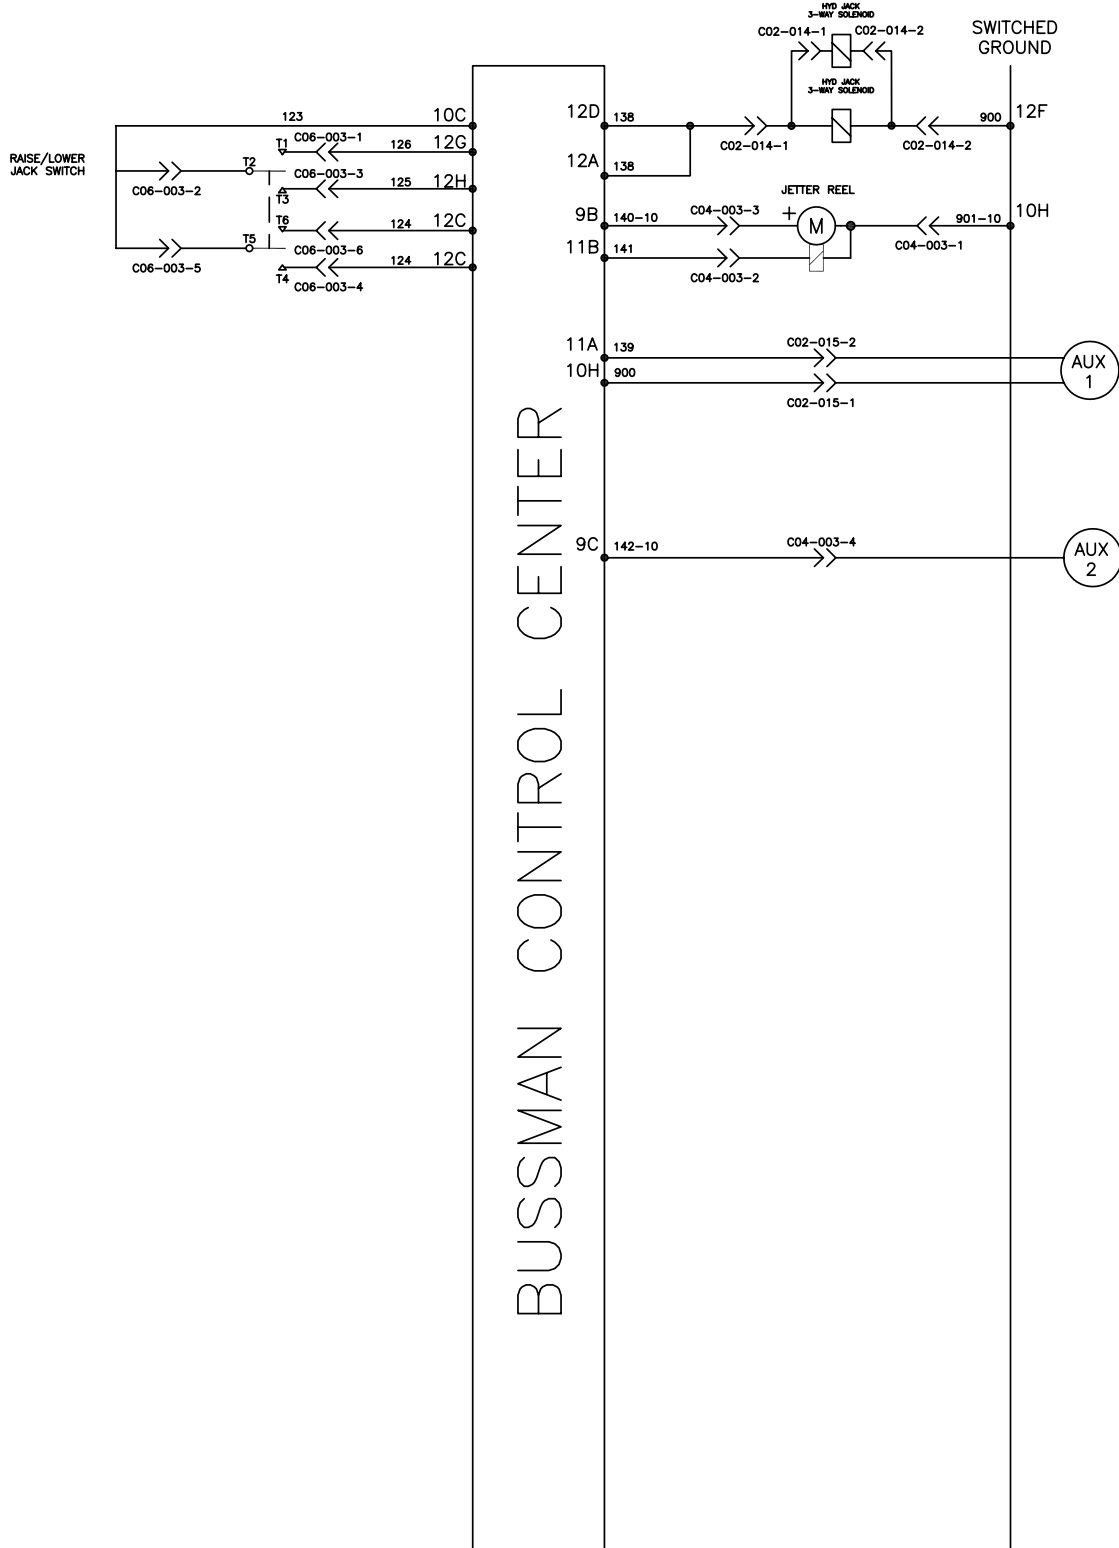 HYD JACK
3-WAY SOLENOID
C02-014-1
C02-014-2
SWITCHED
GROUND
HYD JACK
3-WAY SOLENOID
123
10C
12D
138
C02-014-1
C02-014-2
900
12F
RAISE/LOWER
JACK SWITCH
C06-003-1
T1
126
12G
T2
C06-003-2
C06-003-3
T3
125
12H
12A
138
JETTER REEL
T6
124
12C
9B
140-10
C04-003-3
+
M
901-10
10H
C04-003-1
T5
C06-003-5
C06-003-6
11B
141
C04-003-2
T4
C06-003-4
124
12C
11A
139
C02-015-2
10H
900
C02-015-1
AUX
1
9C
142-10
C04-003-4
AUX
2
BUSSMAN CONTROL CENTER